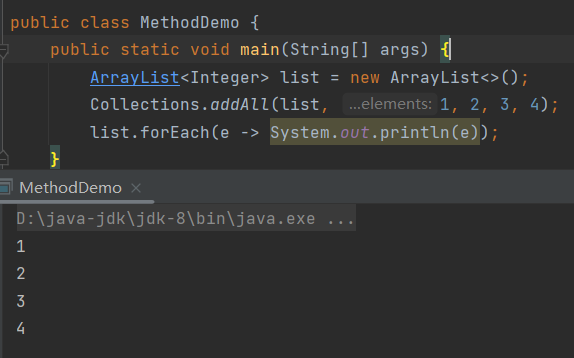 public class MethodDemo {
public static void main(String[] args) {
ArrayList<Integer> list = new ArrayList<>();
Collections.addAll(list, ...elements: 1, 2, 3, 4);
list.forEach(e -> System.out.println(e));
}
MethodDemo ×
D:\java-jdk\jdk-8\bin\java.exe ...
1
2
3
4